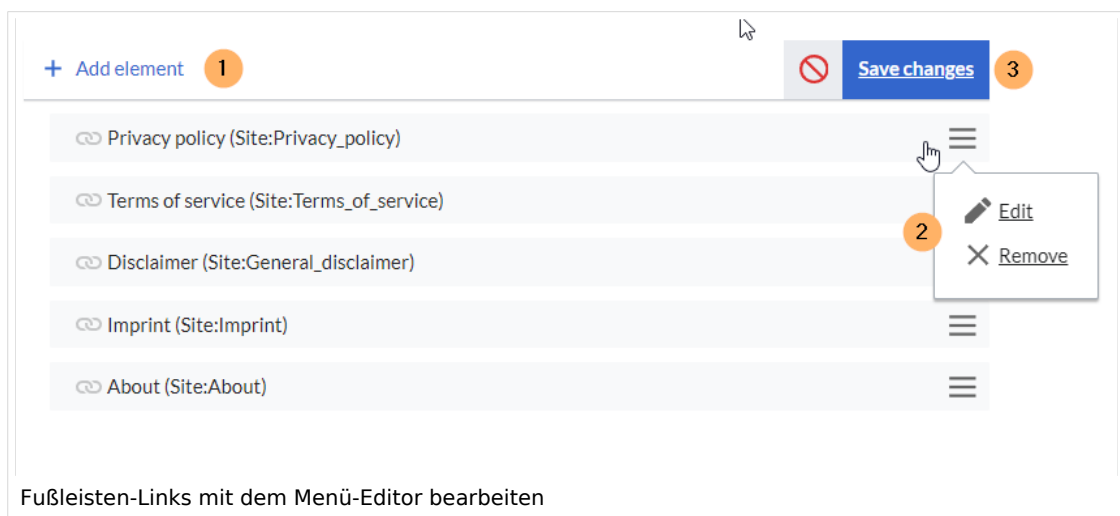 + Add element 1 Save changes 3
Privacy policy (Site:Privacy_policy)
Terms of service (Site:Terms_of_service)
Edit
2
Disclaimer (Site:General_disclaimer)
Remove
Imprint (Site:Imprint)
About (Site:About)
Fußleisten-Links mit dem Menü-Editor bearbeiten